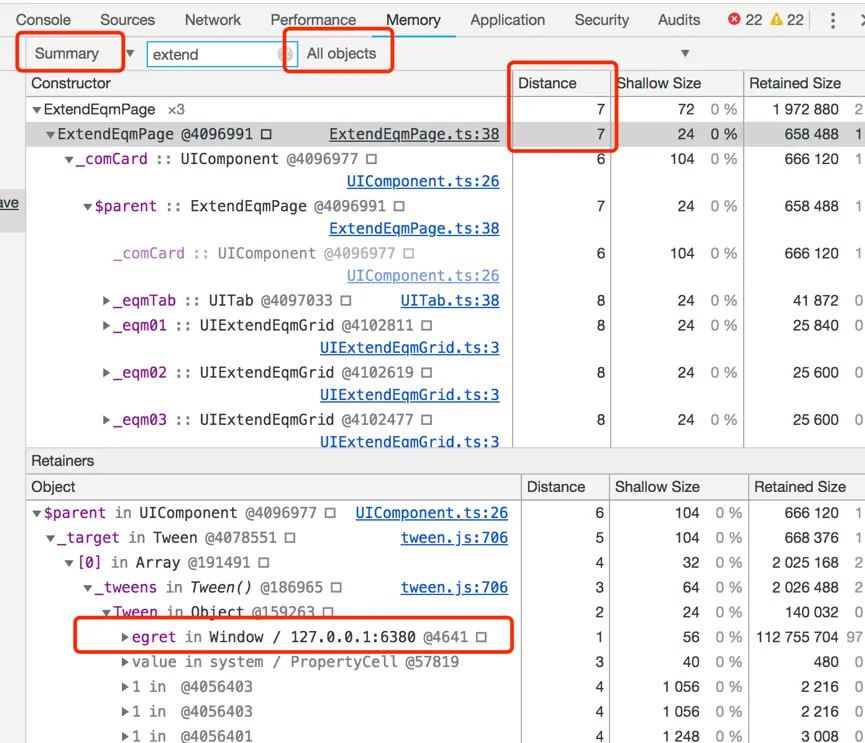 Console Sources Network Performance Memory Application Security Audits 22 22
Summary ▼ extend All objects ▼
Constructor Distance Shallow Size Retained Size
▼ExtendEqmPage ×3 7 72 0 % 1 972 880 2
▼ExtendEqmPage @4096991 ExtendEqmPage.ts:38 7 24 0 % 658 488 1
▼_comCard :: UIComponent @4096977 6 104 0 % 666 120 1
UIComponent.ts:26
ave
▼$parent :: ExtendEqmPage @4096991 7 24 0 % 658 488 1
ExtendEqmPage.ts:38
_comCard :: UIComponent @4096977 6 104 0 % 666 120 1
UIComponent.ts:26
▶_eqmTab :: UITab @4097033 UITab.ts:38 8 24 0 % 41 872 0
▶_eqm01 :: UIExtendEqmGrid @4102811 8 24 0 % 25 840 0
UIExtendEqmGrid.ts:3
▶_eqm02 :: UIExtendEqmGrid @4102619 8 24 0 % 25 600 0
UIExtendEqmGrid.ts:3
▶_eqm03 :: UIExtendEqmGrid @4102477 8 24 0 % 25 600 0
UIExtendEqmGrid.ts:3
Retainers
Object Distance Shallow Size Retained Size
▼$parent in UIComponent @4096977 UIComponent.ts:26 6 104 0 % 666 120 1
▼_target in Tween @4078551 tween.js:706 5 104 0 % 668 376 1
▼[0] in Array @191491 4 32 0 % 2 025 168 2
▼_tweens in Tween() @186965 tween.js:706 3 64 0 % 2 026 488 2
▼Tween in Object @159263 2 24 0 % 140 032 0
▶egret in Window / 127.0.0.1:6380 @4641 1 56 0 % 112 755 704 97
▶value in system / PropertyCell @57819 3 40 0 % 480 0
▶1 in @4056403 4 1 056 0 % 2 216 0
▶1 in @4056403 4 1 056 0 % 2 216 0
▶1 in @4056401 4 1 248 0 % 3 008 0